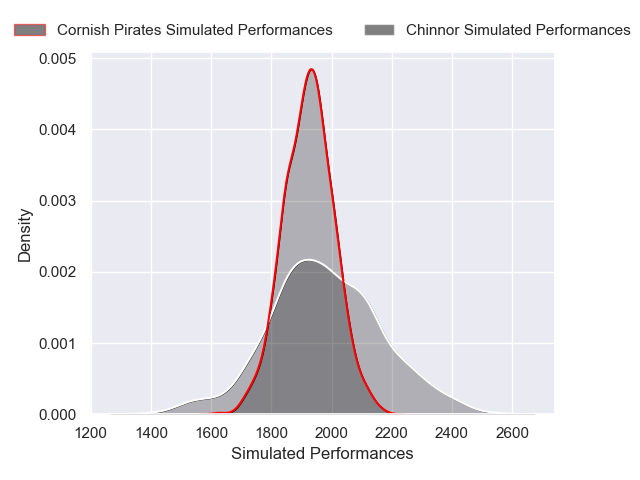 Cornish Pirates Simulated Performances
Chinnor Simulated Performances
0.005
0.004
0.003
0.002
0.001
0.000
Density
1200 1400 1600 1800 2000 2200 2400 2600
Simulated Performances